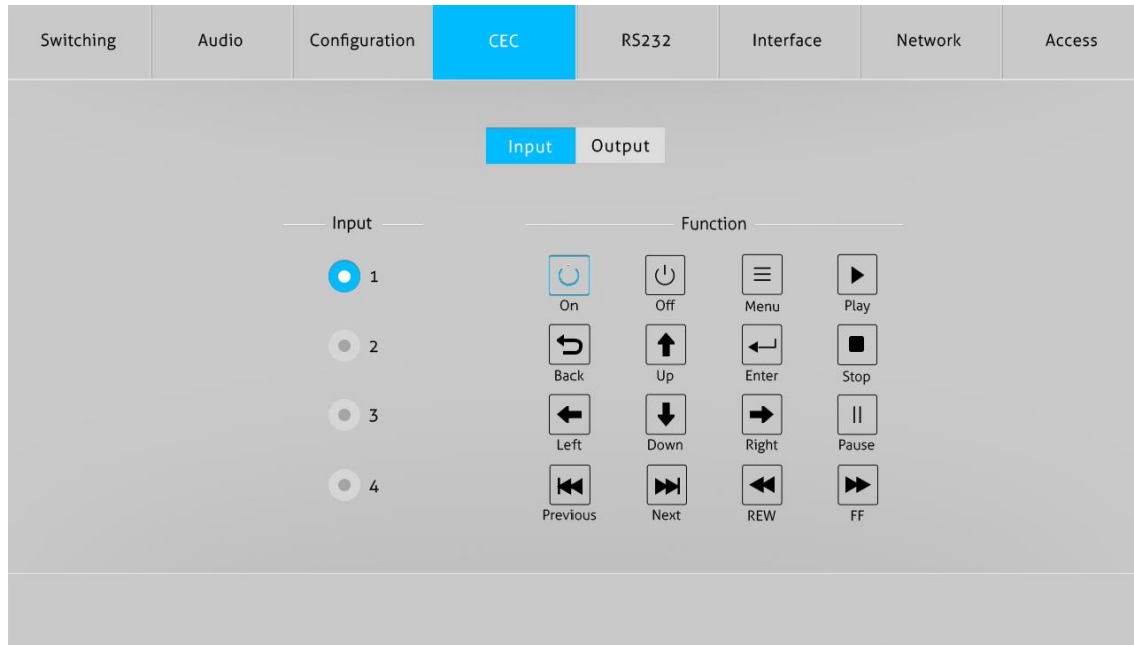 Switching Audio Configuration CEC RS232 Interface Network Access
Input Output
Input Function
1
On Off Menu Play
2
Back Up Enter Stop
3
Left Down Right Pause
4
Previous Next REW FF